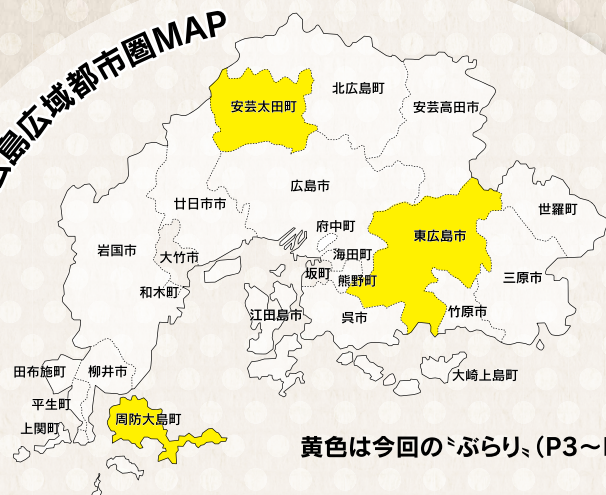 島広域都市圏MAP
北広島町
安芸太田町
安芸高田市
広島市
廿日市市
世羅町
府中町
東広島市
岩国市
海田町
大竹市
坂町
熊野町
三原市
和木町
江田島市
呉市
竹原市
田布施町
柳井市
大崎上島町
平生町
周防大島町
上関町
黄色は今回の〝ぶらり〟(P3～